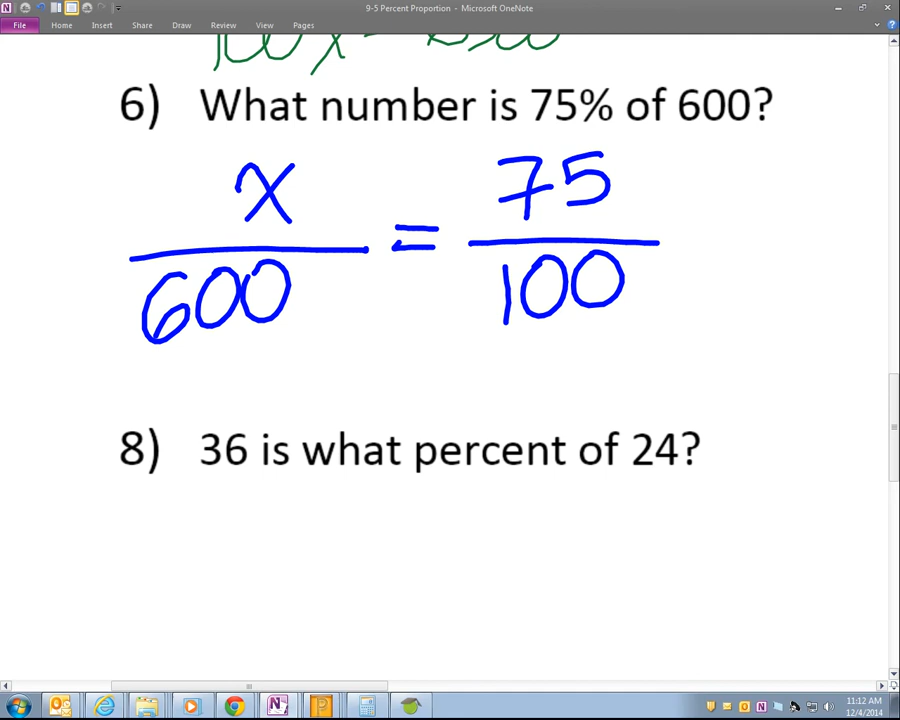 9-5 Percent Proportion - Microsoft OneNote
File Home Insert Share Draw Review View Pages
6) What number is 75% of 600?
x 75
=
600 100
8) 36 is what percent of 24?
11:12 AM
12/4/2014